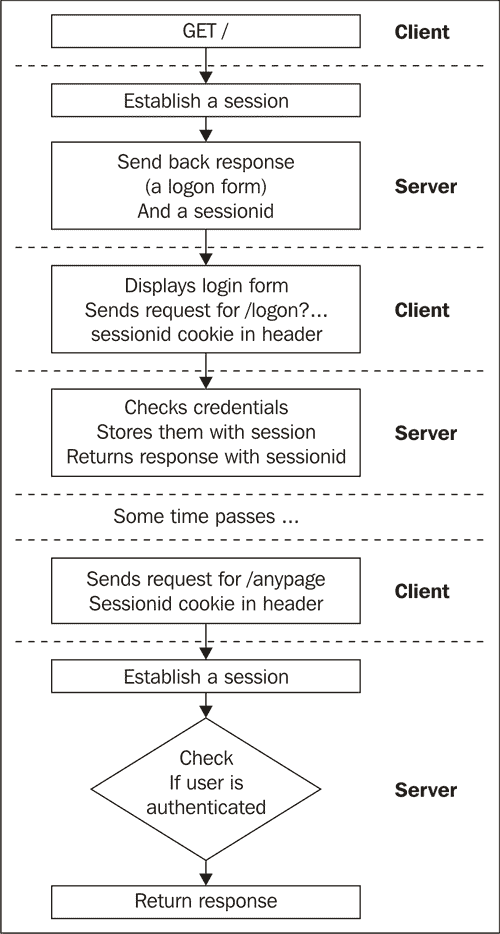 GET /
Client
Establish a session
Send back response
(a logon form)
And a sessionid
Server
Displays login form
Sends request for /logon?...
sessionid cookie in header
Client
Checks credentials
Stores them with session
Returns response with sessionid
Server
Some time passes ...
Sends request for /anypage
Sessionid cookie in header
Client
Establish a session
Check
If user is
authenticated
Server
Return response